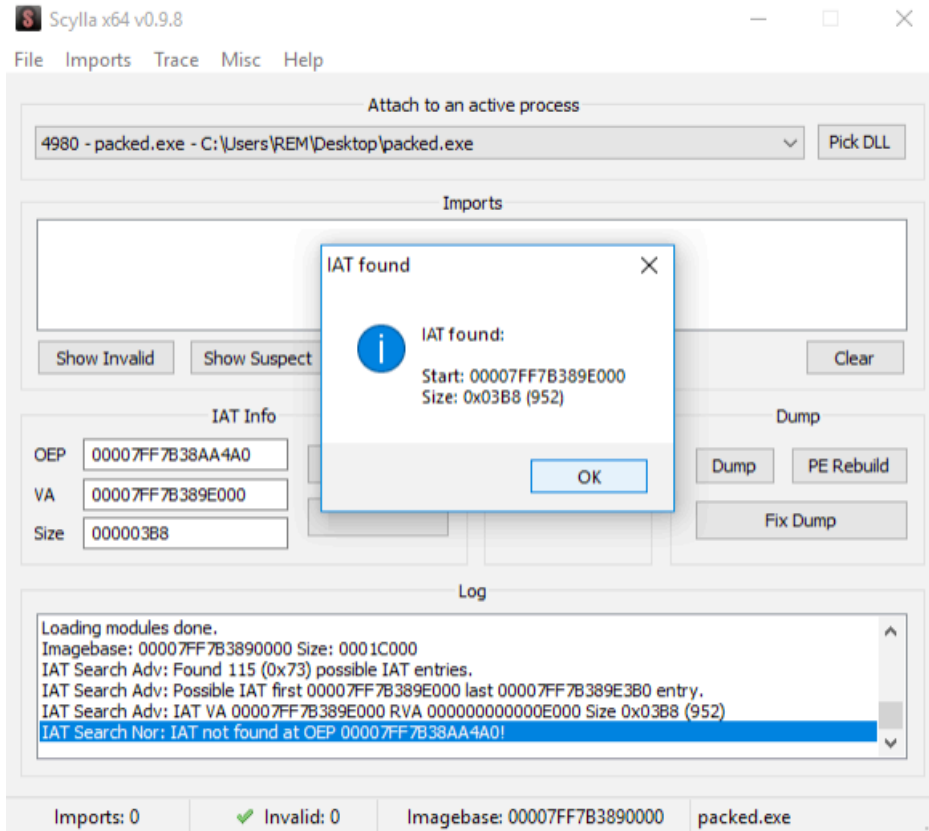 Scylla x64 v0.9.8
File Imports Trace Misc Help
Attach to an active process
4980 - packed.exe - C:\Users\REM\Desktop\packed.exe
Pick DLL
Imports
IAT found
IAT found:
Start: 00007FF7B389E000
Size: 0x03B8 (952)
OK
Show Invalid Show Suspect Clear
IAT Info
OEP 00007FF7B38AA4A0
VA 00007FF7B389E000
Size 000003B8
Dump
Dump PE Rebuild
Fix Dump
Log
Loading modules done.
Imagebase: 00007FF7B3890000 Size: 0001C000
IAT Search Adv: Found 115 (0x73) possible IAT entries.
IAT Search Adv: Possible IAT first 00007FF7B389E000 last 00007FF7B389E3B0 entry.
IAT Search Adv: IAT VA 00007FF7B389E000 RVA 000000000000E000 Size 0x03B8 (952)
IAT Search Nor: IAT not found at OEP 00007FF7B38AA4A0!
Imports: 0 Invalid: 0 Imagebase: 00007FF7B3890000 packed.exe